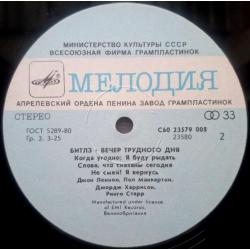 МИНИСТЕРСТВО КУЛЬТУРЫ СССР
ВСЕСОЮЗНАЯ ФИРМА ГРАМПЛАСТИНОК
МЕЛОДИЯ
АПРЕЛЕВСКИЙ ОРДЕНА ЛЕНИНА ЗАВОД ГРАМПЛАСТИНОК
СТЕРЕО 33
ГОСТ 5289-80 С60 23579 008
Гр. 3. 3-25 23580 2
БИТЛЗ - ВЕЧЕР ТРУДНОГО ДНЯ
Когда угодно; Я буду рыдать
Слова, что сказаны сегодня
Не смей! Я вернусь
Джон Леннон, Пол Маккартни,
Джордж Харрисон,
Ринго Старр
Manufactured under licence
of EMI Records,
Великобритания